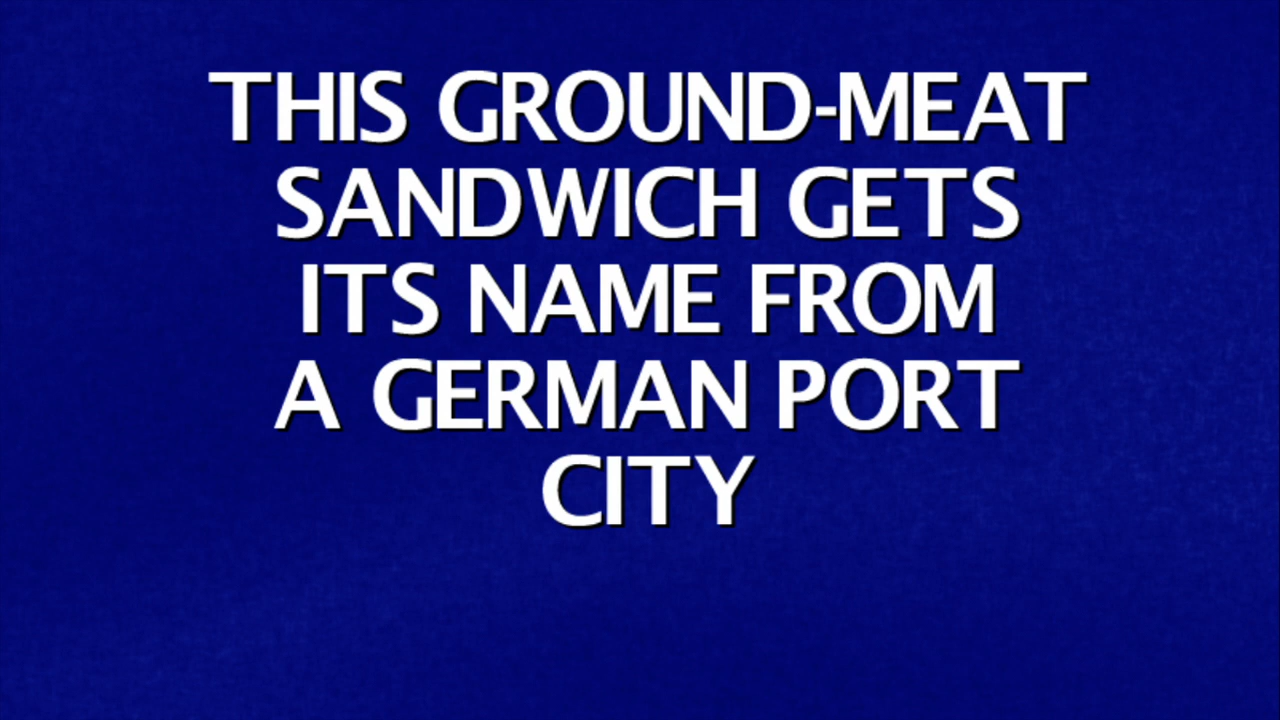 THIS GROUND-MEAT
SANDWICH GETS
ITS NAME FROM
A GERMAN PORT
CITY